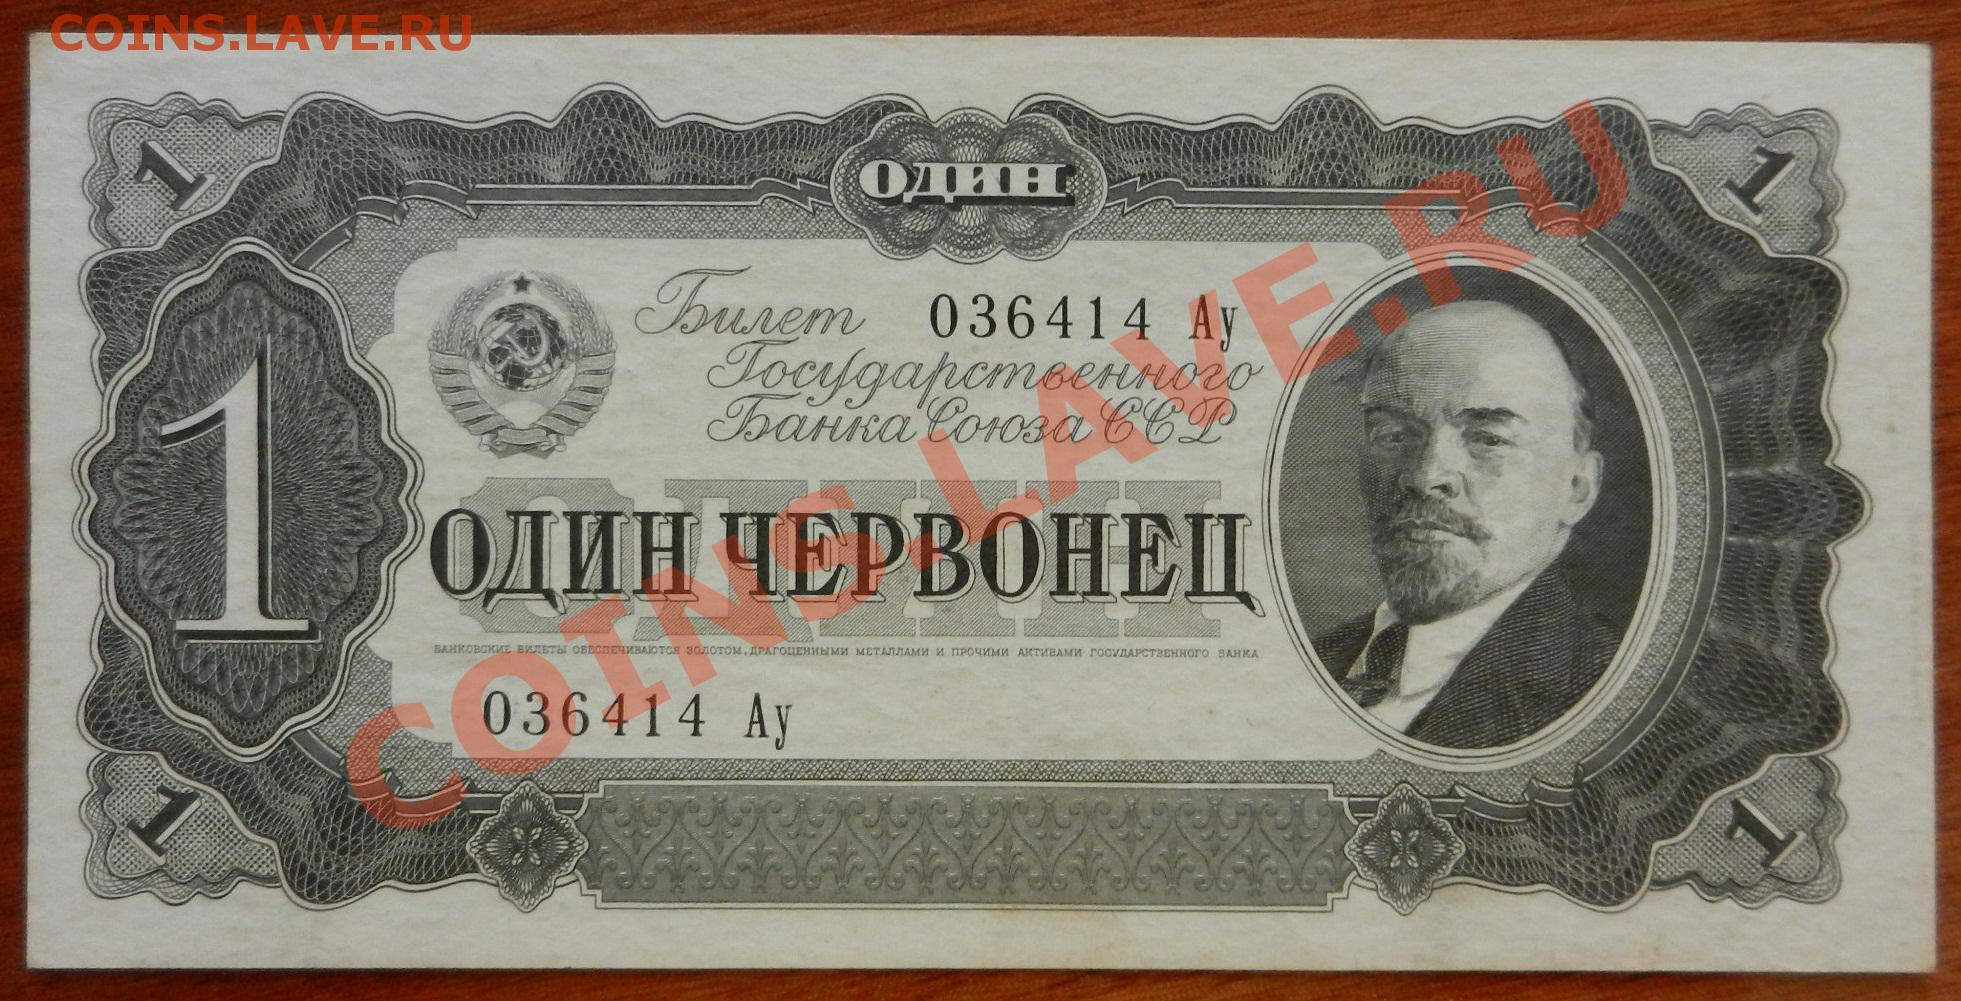 COINS.LAVE.RU
1
ОДИН
1
Билет 036414 Ау
Государственного
Банка Союза ССР
1
ОДИН
ОДИН ЧЕРВОНЕЦ
БАНКОВСКИЕ БИЛЕТЫ ОБЕСПЕЧИВАЮТСЯ ЗОЛОТОМ, ДРАГОЦЕННЫМИ МЕТАЛЛАМИ И ПРОЧИМИ АКТИВАМИ ГОСУДАРСТВЕННОГО БАНКА
036414 Ау
1
1
COINS.LAVE.RU